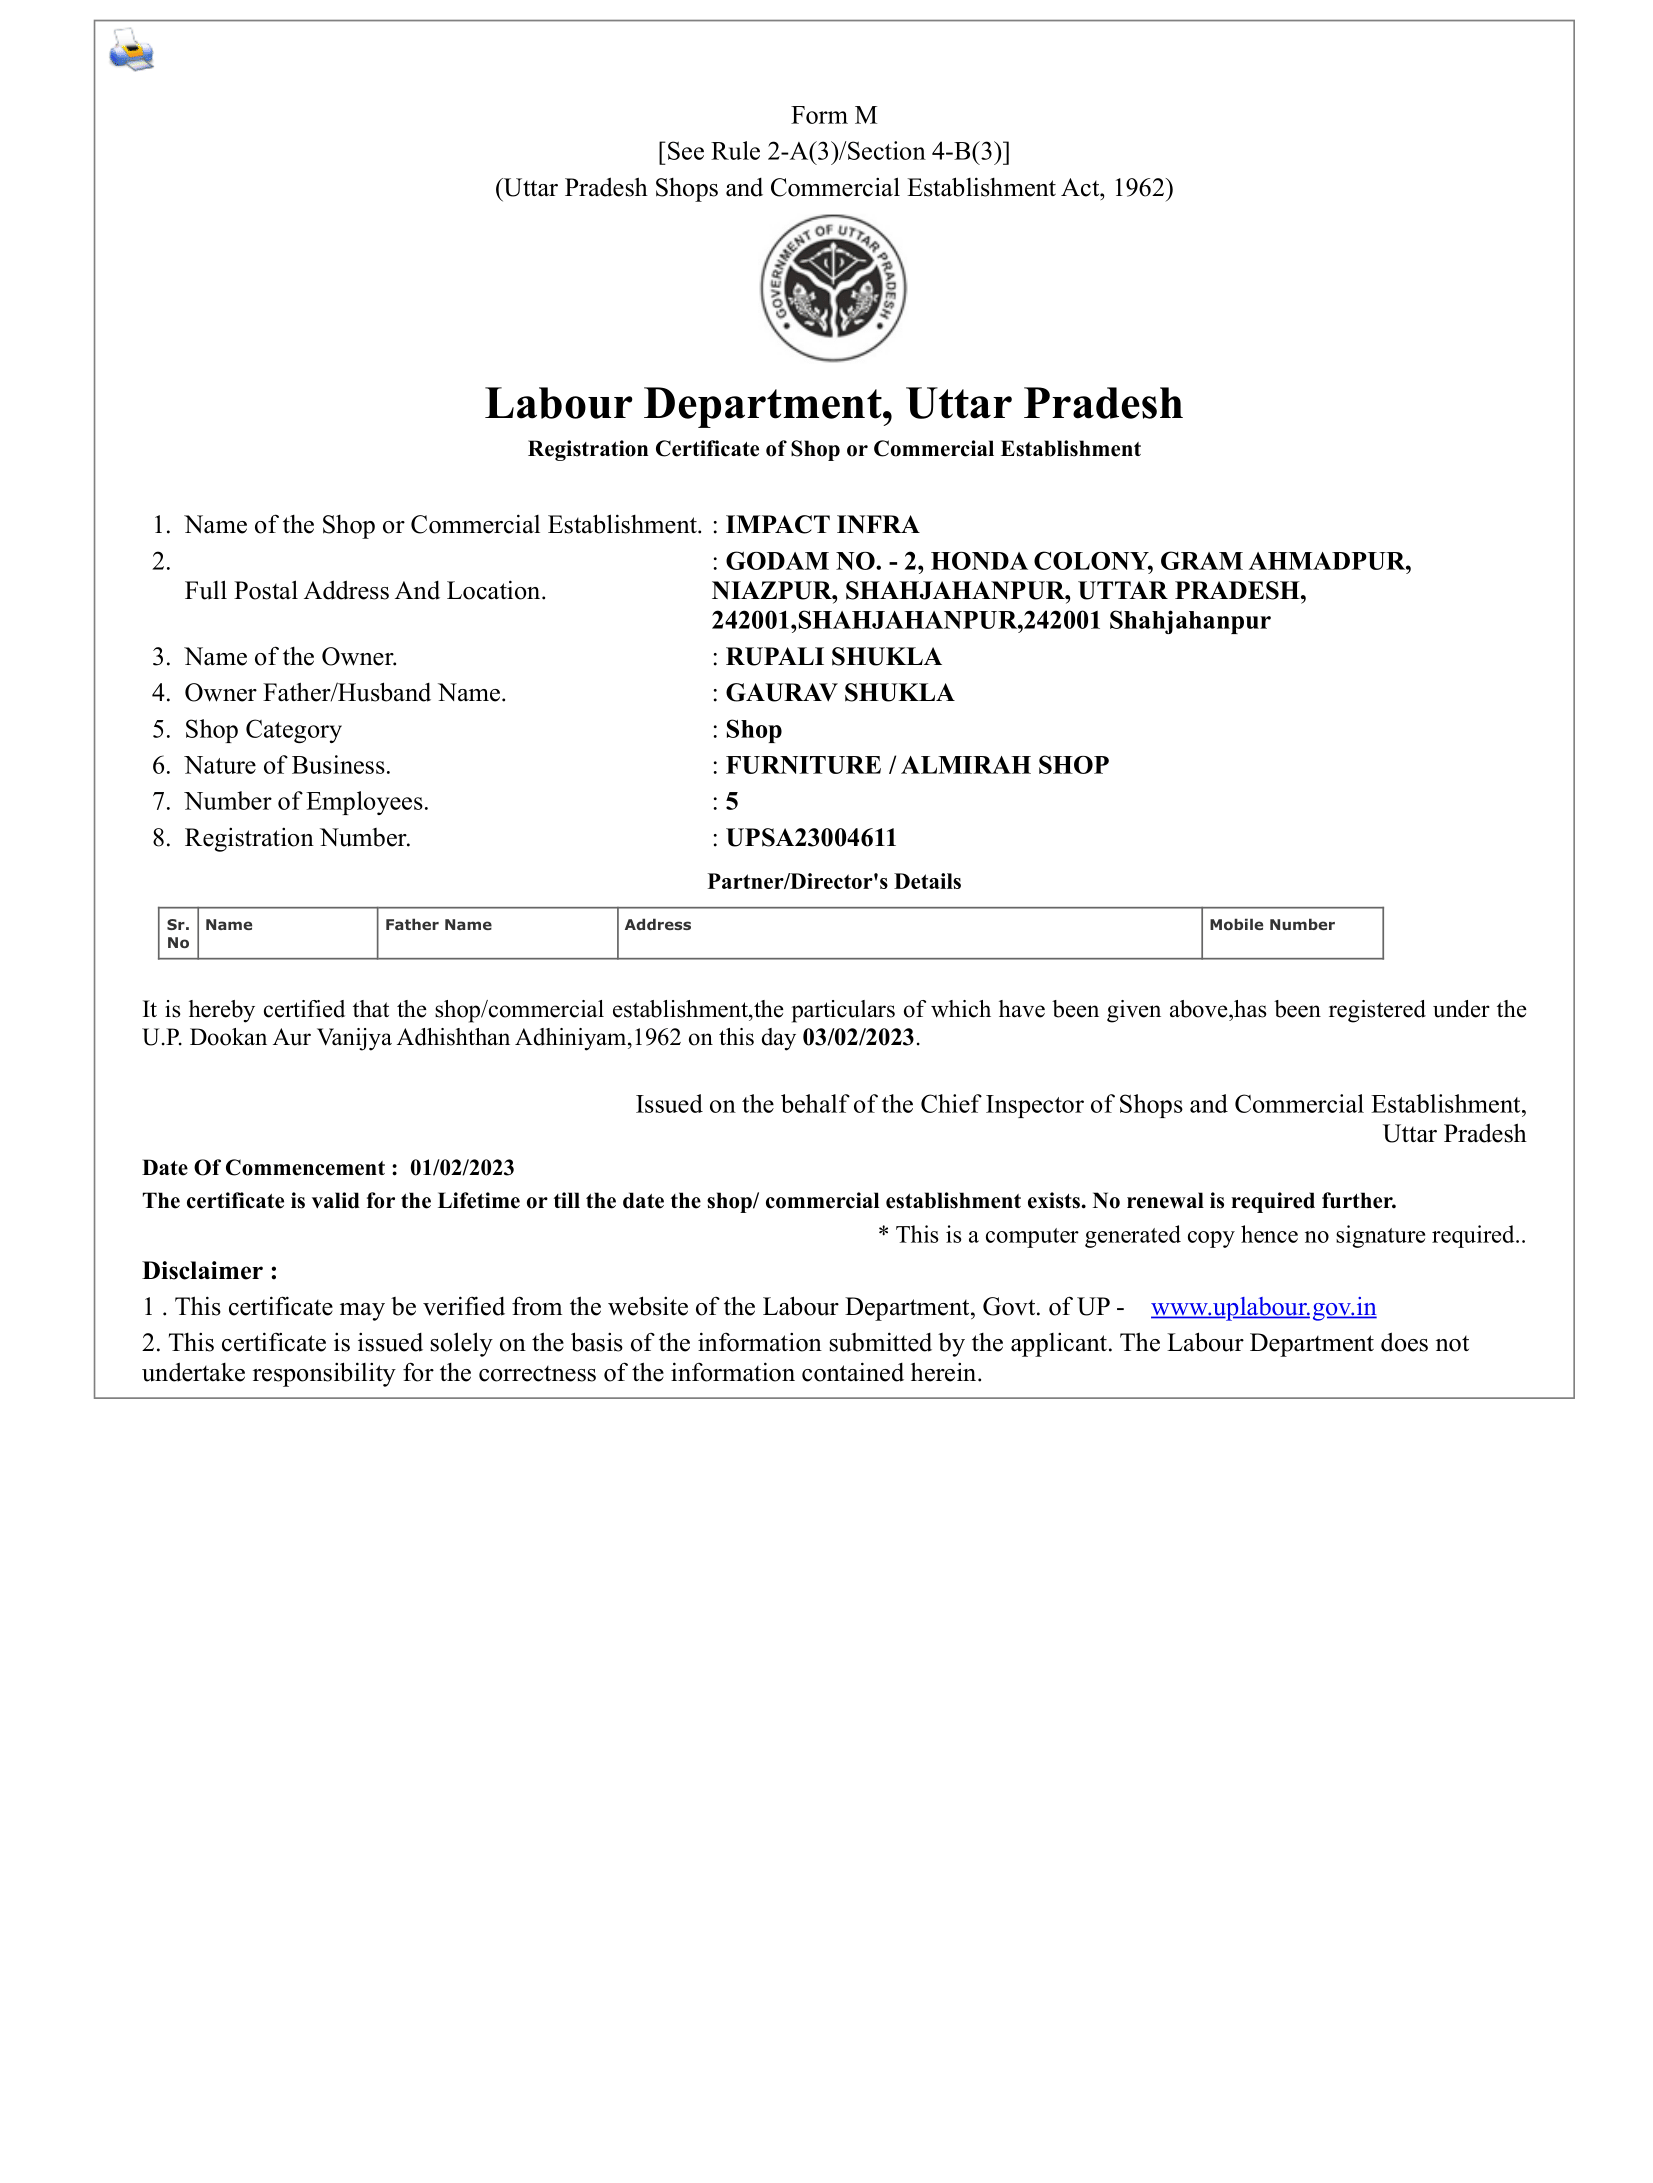 Form M
[See Rule 2-A(3)/Section 4-B(3)]
(Uttar Pradesh Shops and Commercial Establishment Act, 1962)
GOVERNMENT OF UTTAR PRADESH
Labour Department, Uttar Pradesh
Registration Certificate of Shop or Commercial Establishment
1. Name of the Shop or Commercial Establishment. : IMPACT INFRA
2. Full Postal Address And Location. : GODAM NO. - 2, HONDA COLONY, GRAM AHMADPUR,
NIAZPUR, SHAHJAHANPUR, UTTAR PRADESH,
242001,SHAHJAHANPUR,242001 Shahjahanpur
3. Name of the Owner. : RUPALI SHUKLA
4. Owner Father/Husband Name. : GAURAV SHUKLA
5. Shop Category : Shop
6. Nature of Business. : FURNITURE / ALMIRAH SHOP
7. Number of Employees. : 5
8. Registration Number. : UPSA23004611
Partner/Director's Details
Sr. No Name Father Name Address Mobile Number
It is hereby certified that the shop/commercial establishment,the particulars of which have been given above,has been registered under the
U.P. Dookan Aur Vanijya Adhishthan Adhiniyam,1962 on this day 03/02/2023.
Issued on the behalf of the Chief Inspector of Shops and Commercial Establishment,
Uttar Pradesh
Date Of Commencement : 01/02/2023
The certificate is valid for the Lifetime or till the date the shop/ commercial establishment exists. No renewal is required further.
* This is a computer generated copy hence no signature required..
Disclaimer :
1 . This certificate may be verified from the website of the Labour Department, Govt. of UP - www.uplabour.gov.in
2. This certificate is issued solely on the basis of the information submitted by the applicant. The Labour Department does not
undertake responsibility for the correctness of the information contained herein.